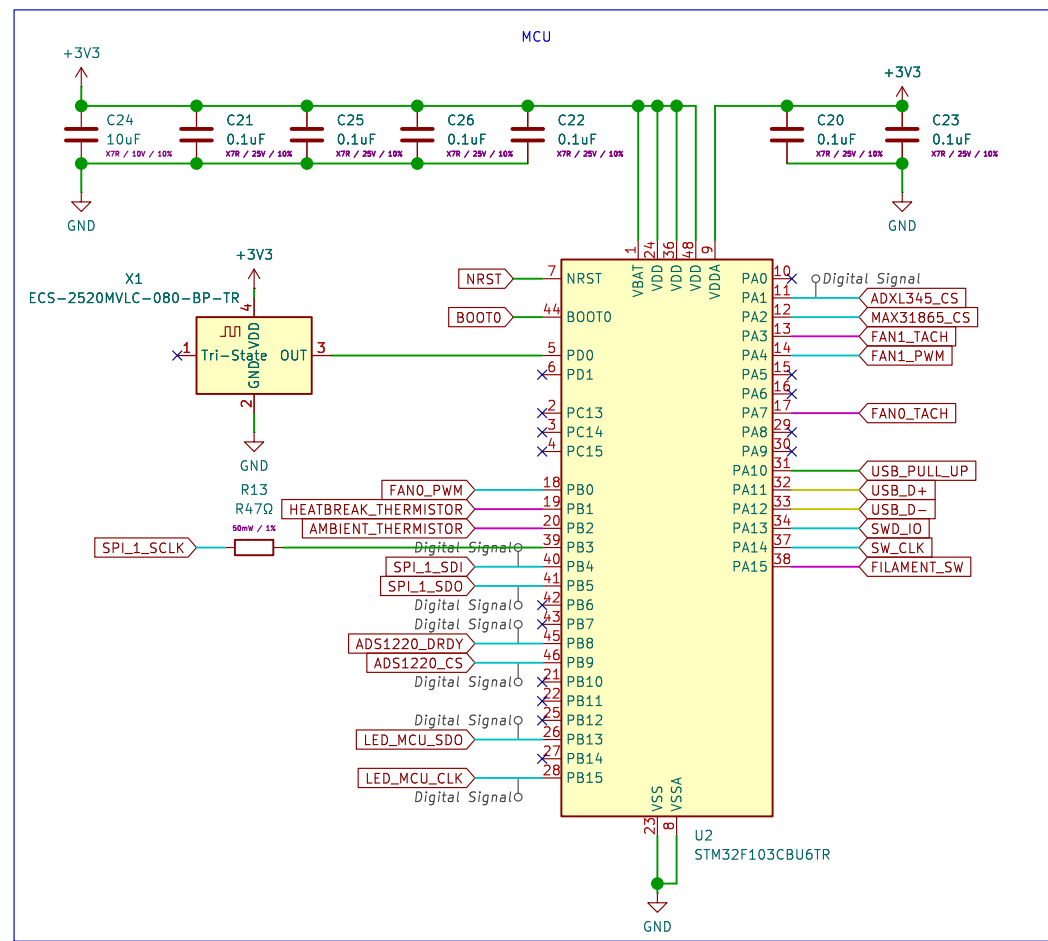 MCU
+3V3
C24
10uF
X7R / 10V / 10%
C21
0.1uF
X7R / 25V / 10%
C25
0.1uF
X7R / 25V / 10%
C26
0.1uF
X7R / 25V / 10%
C22
0.1uF
X7R / 25V / 10%
GND
+3V3
C20
0.1uF
X7R / 25V / 10%
C23
0.1uF
X7R / 25V / 10%
GND
X1
ECS-2520MVLC-080-BP-TR
+3V3
4
VDD
1
Tri-State
OUT
3
GND
2
GND
1
VBAT
24
VDD
36
VDD
48
VDD
9
VDDA
NRST
7
NRST
BOOT0
44
BOOT0
5
PD0
6
PD1
2
PC13
3
PC14
4
PC15
FAN0_PWM
18
PB0
HEATBREAK_THERMISTOR
19
PB1
AMBIENT_THERMISTOR
20
PB2
R13
R47Ω
50mW / 1%
SPI_1_SCLK
39
PB3
Digital Signal
SPI_1_SDI
40
PB4
SPI_1_SDO
41
PB5
Digital Signal
42
PB6
Digital Signal
43
PB7
ADS1220_DRDY
45
PB8
ADS1220_CS
46
PB9
Digital Signal
21
PB10
22
PB11
Digital Signal
25
PB12
LED_MCU_SDO
26
PB13
27
PB14
LED_MCU_CLK
28
PB15
Digital Signal
PA0
10
Digital Signal
PA1
11
ADXL345_CS
PA2
12
MAX31865_CS
PA3
13
FAN1_TACH
PA4
14
FAN1_PWM
PA5
15
PA6
16
PA7
17
FAN0_TACH
PA8
29
PA9
30
PA10
31
USB_PULL_UP
PA11
32
USB_D+
PA12
33
USB_D-
PA13
34
SWD_IO
PA14
37
SW_CLK
PA15
38
FILAMENT_SW
VSS
23
VSSA
8
U2
STM32F103CBU6TR
GND